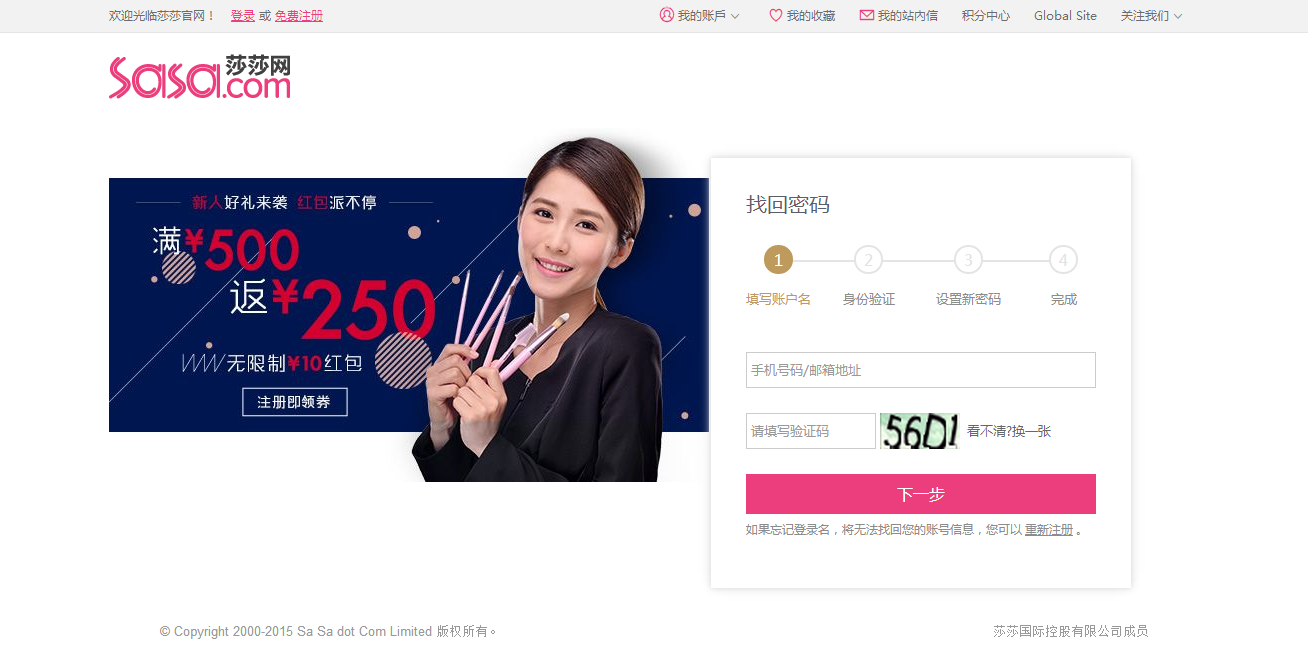 欢迎光临莎莎官网！ 登录 或 免费注册 我的账戶 我的收藏 我的站内信 积分中心 Global Site 关注我们
莎莎网
sasa.com
新人好礼来袭 红包派不停
满¥500
返¥250
无限制¥10红包
注册即领券
找回密码
1 2 3 4
填写账户名 身份验证 设置新密码 完成
手机号码/邮箱地址
请填写验证码 56D1 看不清?换一张
下一步
如果忘记登录名，将无法找回您的账号信息，您可以 重新注册 。
© Copyright 2000-2015 Sa Sa dot Com Limited 版权所有。 莎莎国际控股有限公司成员